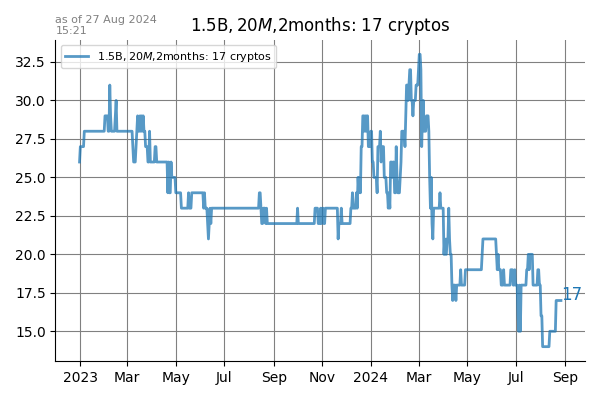 as of 27 Aug 2024
15:21
1.5B, 20M,2months: 17 cryptos
1.5B, 20M,2months: 17 cryptos
32.5
30.0
27.5
25.0
22.5
20.0
17.5
15.0
17
2023 Mar May Jul Sep Nov 2024 Mar May Jul Sep